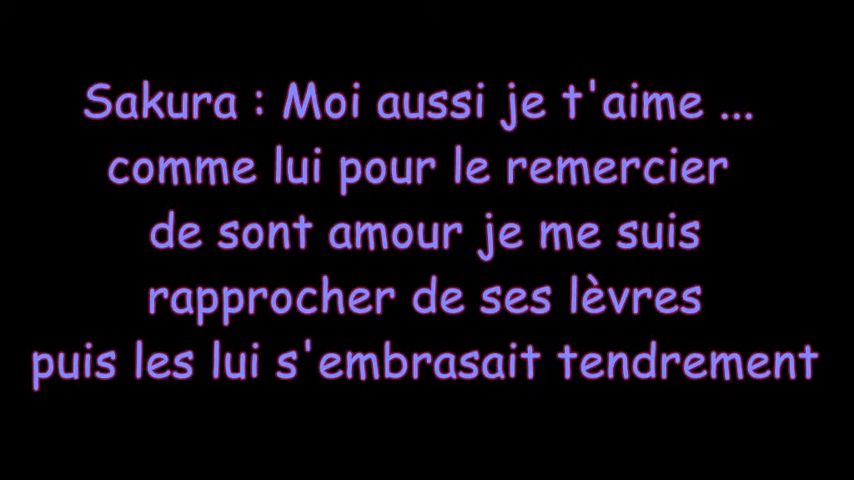 Sakura : Moi aussi je t'aime ...
comme lui pour le remercier
de sont amour je me suis
rapprocher de ses lèvres
puis les lui s'embrasait tendrement